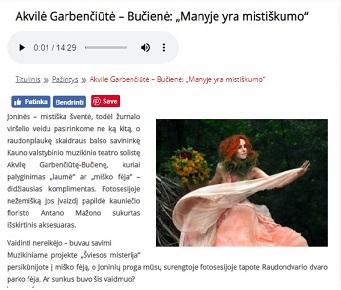 Akvilė Garbenčiūtė – Bučienė: „Manyje yra mistiškumo“
0:01 / 14:29
Titulinis » Pažintys » Akvilė Garbenčiūtė – Bučienė: „Manyje yra mistiškumo“
Patinka Bendrinti Save
Joninės – mistiška šventė, todėl žurnalo
viršelio veidu pasirinkome ne ką kitą, o
raudonplaukę skaidraus balso savininkę
Kauno valstybinio muzikinio teatro solistę
Akvilę Garbenčiūtę-Bučienę, kuriai
palyginimas „laumė“ ar „miško fėja“ –
didžiausias komplimentas. Fotosesijoje
nežemišką jos įvaizdį papildė kauniečio
floristo Antano Mažono sukurtas
išskirtinis aksesuaras.
Vaidinti nereikėjo – buvau savimi
Muzikiniame projekte „Šviesos misterija“
persikūnijote į miško fėją, o Joninių proga mūsų surengtoje fotosesijoje tapote Raudondvario dvaro
parko fėja. Ar sunkus buvo šis vaidmuo?